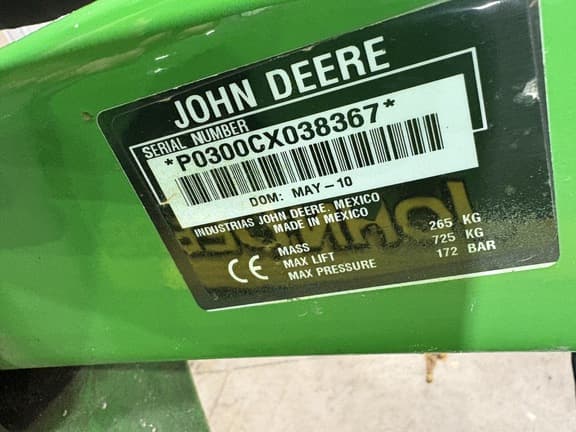 JOHN DEERE
SERIAL NUMBER
*P0300CX038367*
DOM: MAY-10
INDUSTRIAS JOHN DEERE, MEXICO
MADE IN MEXICO
MASS 265 KG
MAX LIFT 725 KG
MAX PRESSURE 172 BAR
CE